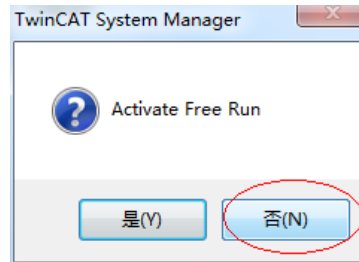 TwinCAT System Manager
Activate Free Run
是(Y)
否(N)